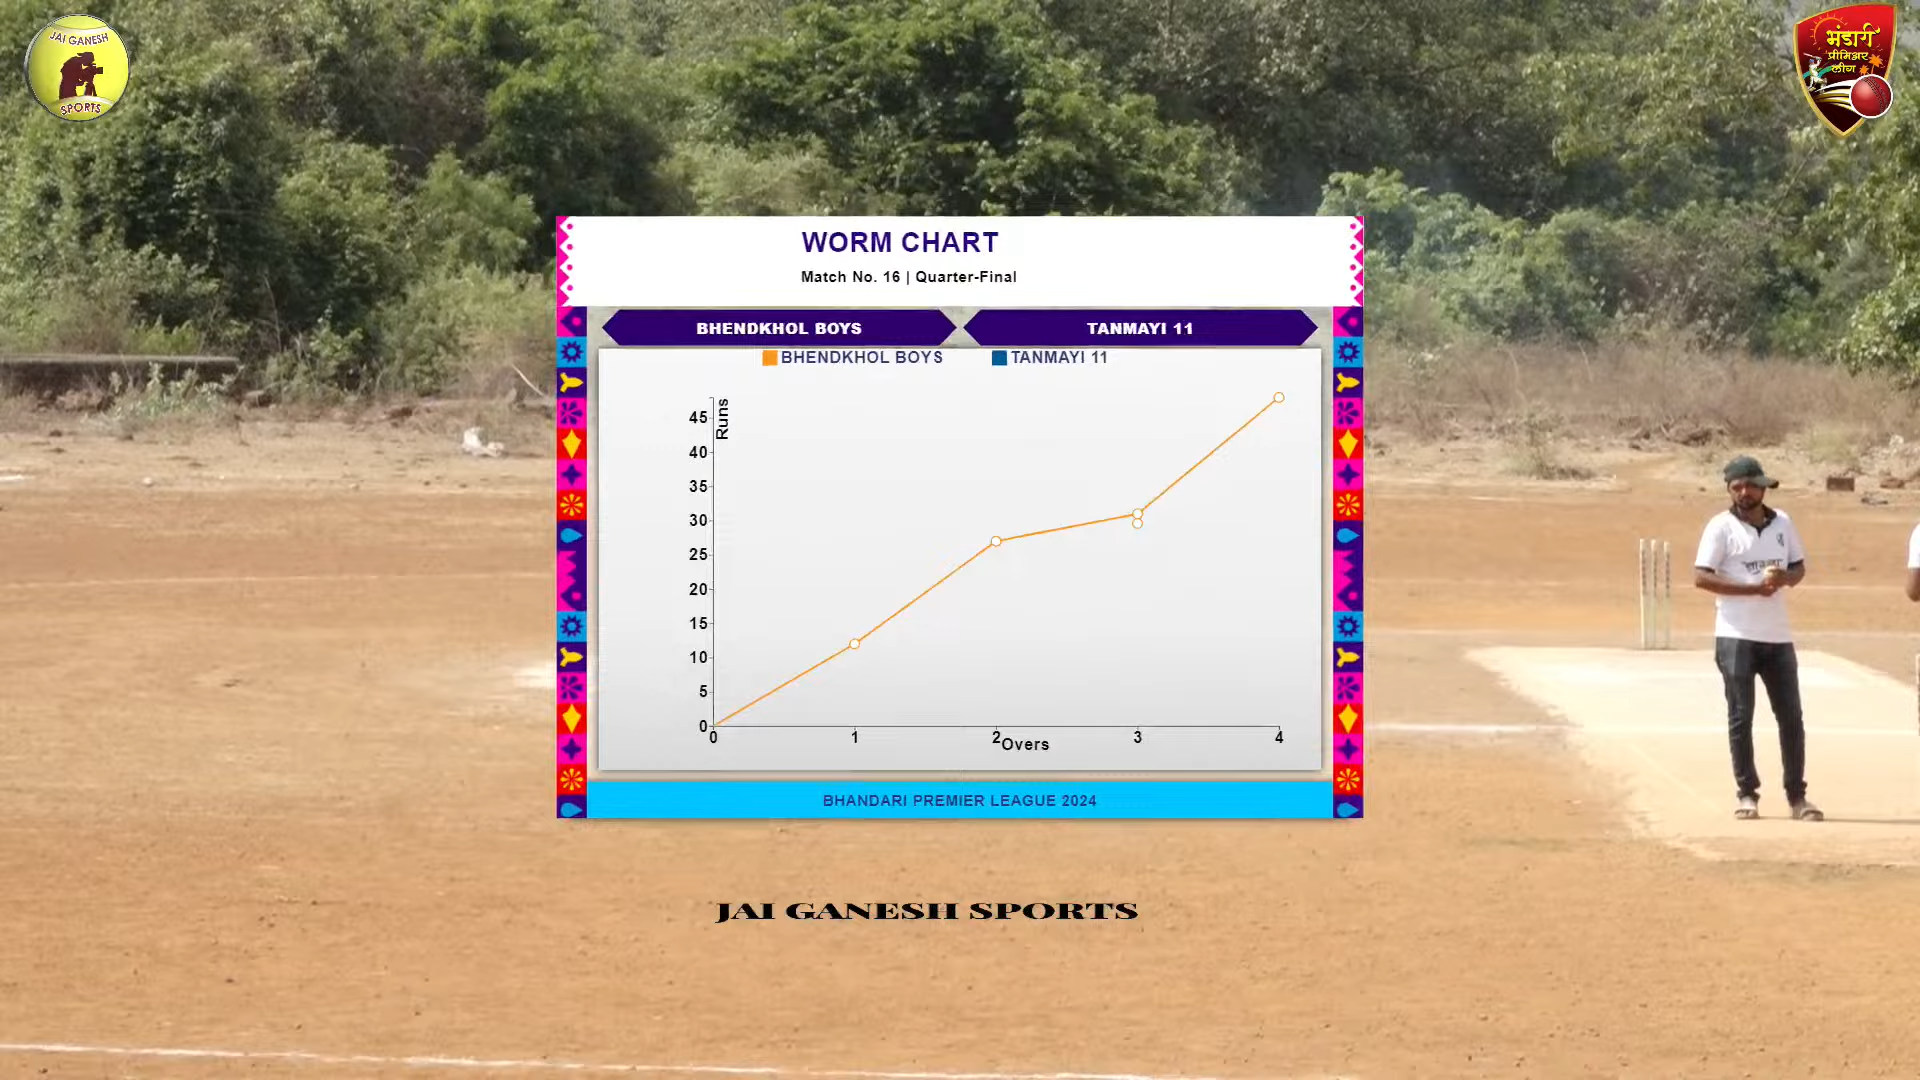 JAI GANESH
SPORTS
भंडारी
प्रीमिअर
लीग
WORM CHART
Match No. 16 | Quarter-Final
BHENDKHOL BOYS
TANMAYI 11
BHENDKHOL BOYS
TANMAYI 11
Runs
45
40
35
30
25
20
15
10
5
0
0 1 2 3 4
Overs
BHANDARI PREMIER LEAGUE 2024
JAI GANESH SPORTS